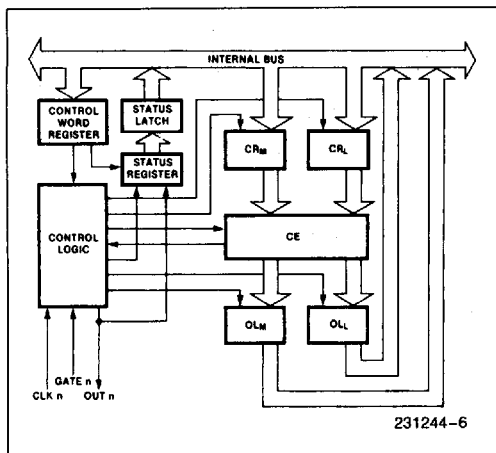 INTERNAL BUS
CONTROL
WORD
REGISTER
STATUS
LATCH
STATUS
REGISTER
CRM
CRL
CONTROL
LOGIC
CE
OLM
OLL
GATE n
CLK n
OUT n
231244-6